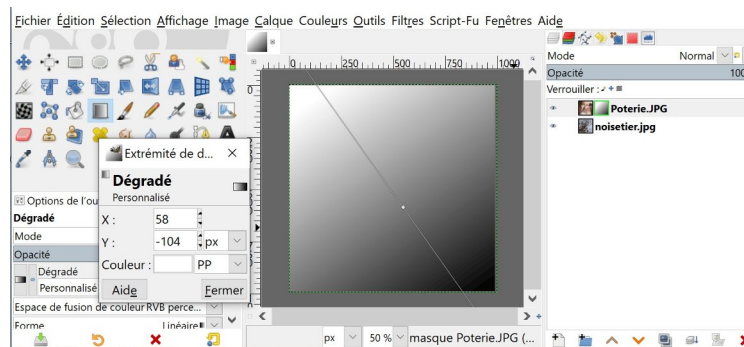 Fichier Édition Sélection Affichage Image Calque Couleurs Outils Filtres Script-Fu Fenêtres Aide
0 250 500 750 1000
Mode Normal
Opacité 100
Verrouiller :
Poterie.JPG
noisetier.jpg
Extrémité de d...
Dégradé
Personnalisé
X : 58
Y : -104 px
Couleur : PP
Aide Fermer
Options de l'ou
Dégradé
Mode
Opacité
Dégradé
Personnalisé
Espace de fusion de couleur RVB perce...
Forme Linéaire
px 50 % masque Poterie.JPG (...